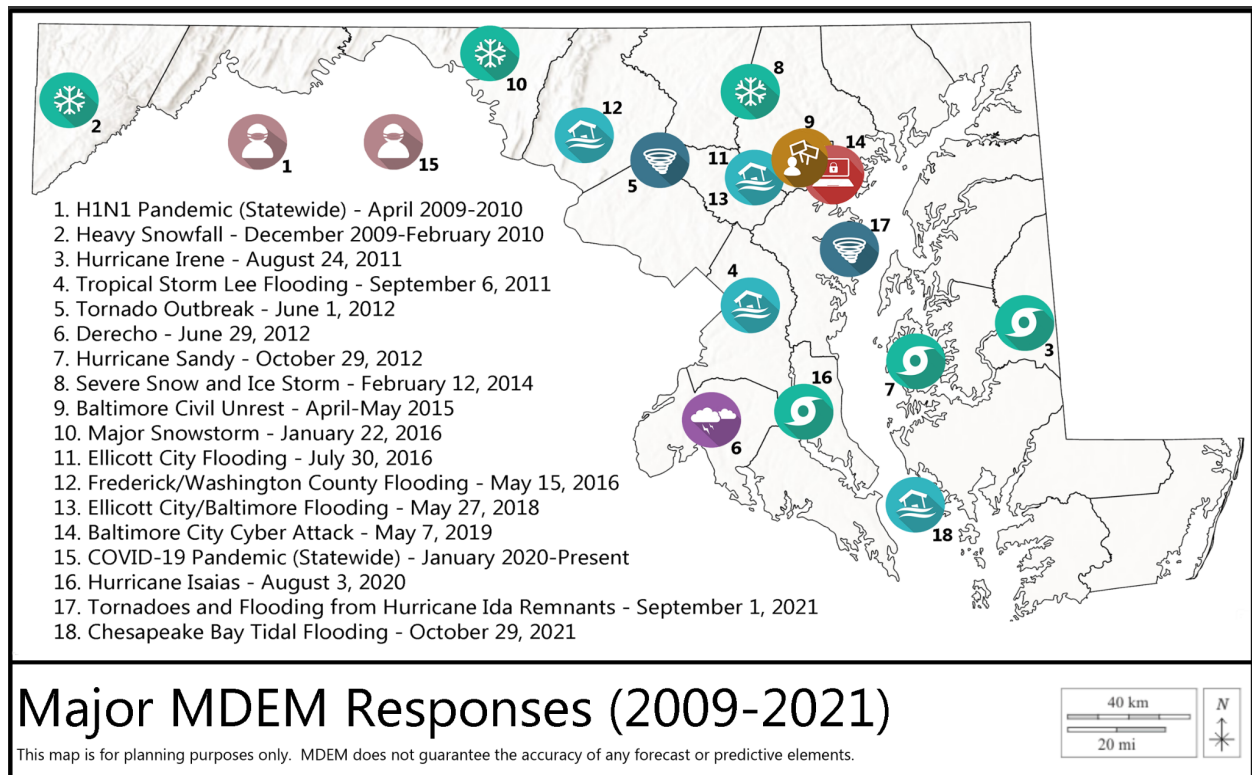 10
8
2
12
9
14
1
15
11
5
13
17
4
3
7
16
6
18
1. H1N1 Pandemic (Statewide) - April 2009-2010
2. Heavy Snowfall - December 2009-February 2010
3. Hurricane Irene - August 24, 2011
4. Tropical Storm Lee Flooding - September 6, 2011
5. Tornado Outbreak - June 1, 2012
6. Derecho - June 29, 2012
7. Hurricane Sandy - October 29, 2012
8. Severe Snow and Ice Storm - February 12, 2014
9. Baltimore Civil Unrest - April-May 2015
10. Major Snowstorm - January 22, 2016
11. Ellicott City Flooding - July 30, 2016
12. Frederick/Washington County Flooding - May 15, 2016
13. Ellicott City/Baltimore Flooding - May 27, 2018
14. Baltimore City Cyber Attack - May 7, 2019
15. COVID-19 Pandemic (Statewide) - January 2020-Present
16. Hurricane Isaias - August 3, 2020
17. Tornadoes and Flooding from Hurricane Ida Remnants - September 1, 2021
18. Chesapeake Bay Tidal Flooding - October 29, 2021
Major MDEM Responses (2009-2021)
This map is for planning purposes only. MDEM does not guarantee the accuracy of any forecast or predictive elements.
40 km
20 mi
N